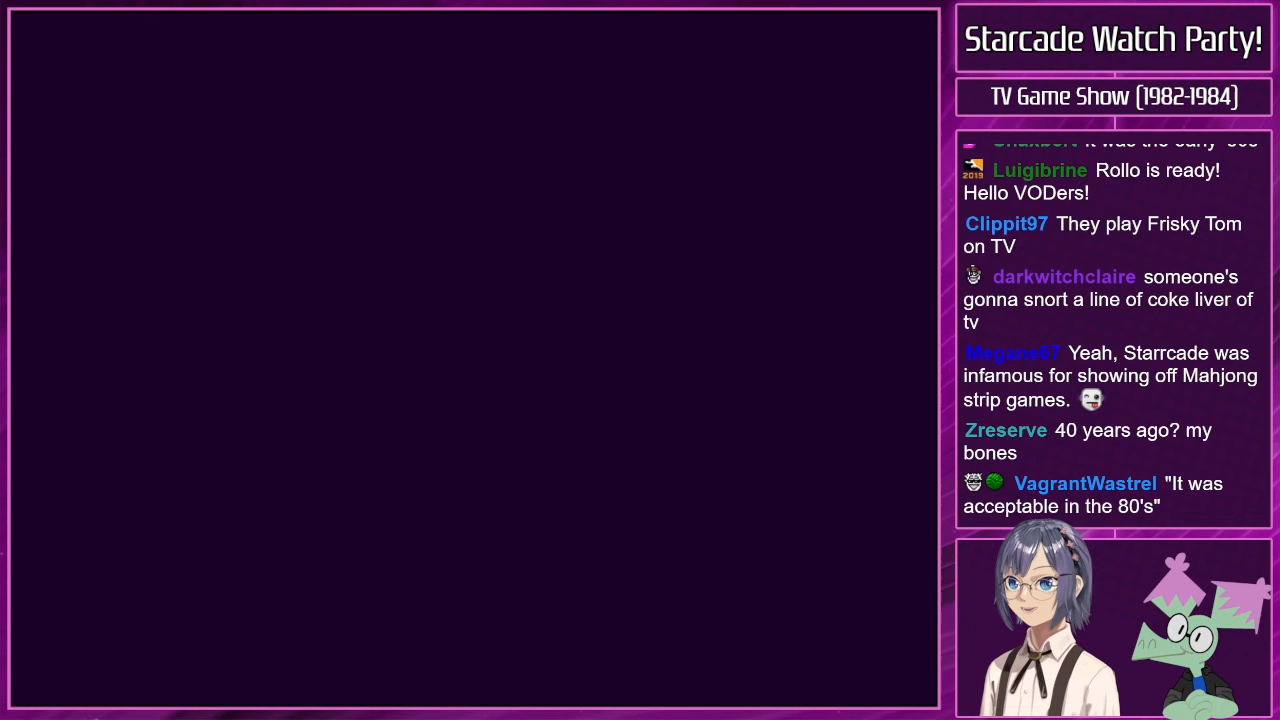 Starcade Watch Party!
TV Game Show (1982-1984)
2019 Luigibrine Rollo is ready!
Hello VODers!
Clippit97 They play Frisky Tom
on TV
darkwitchclaire someone's
gonna snort a line of coke liver of
tv
Megane67 Yeah, Starrcade was
infamous for showing off Mahjong
strip games.
Zreserve 40 years ago? my
bones
VagrantWastrel "It was
acceptable in the 80's"